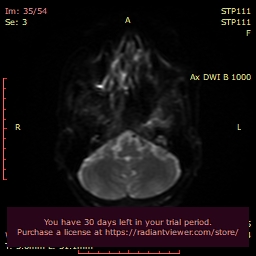 Im: 35/54
Se: 3
A
STP111
STP111
F
Ax DWI B 1000
R
L
You have 30 days left in your trial period.
Purchase a license at https://radiantviewer.com/store/